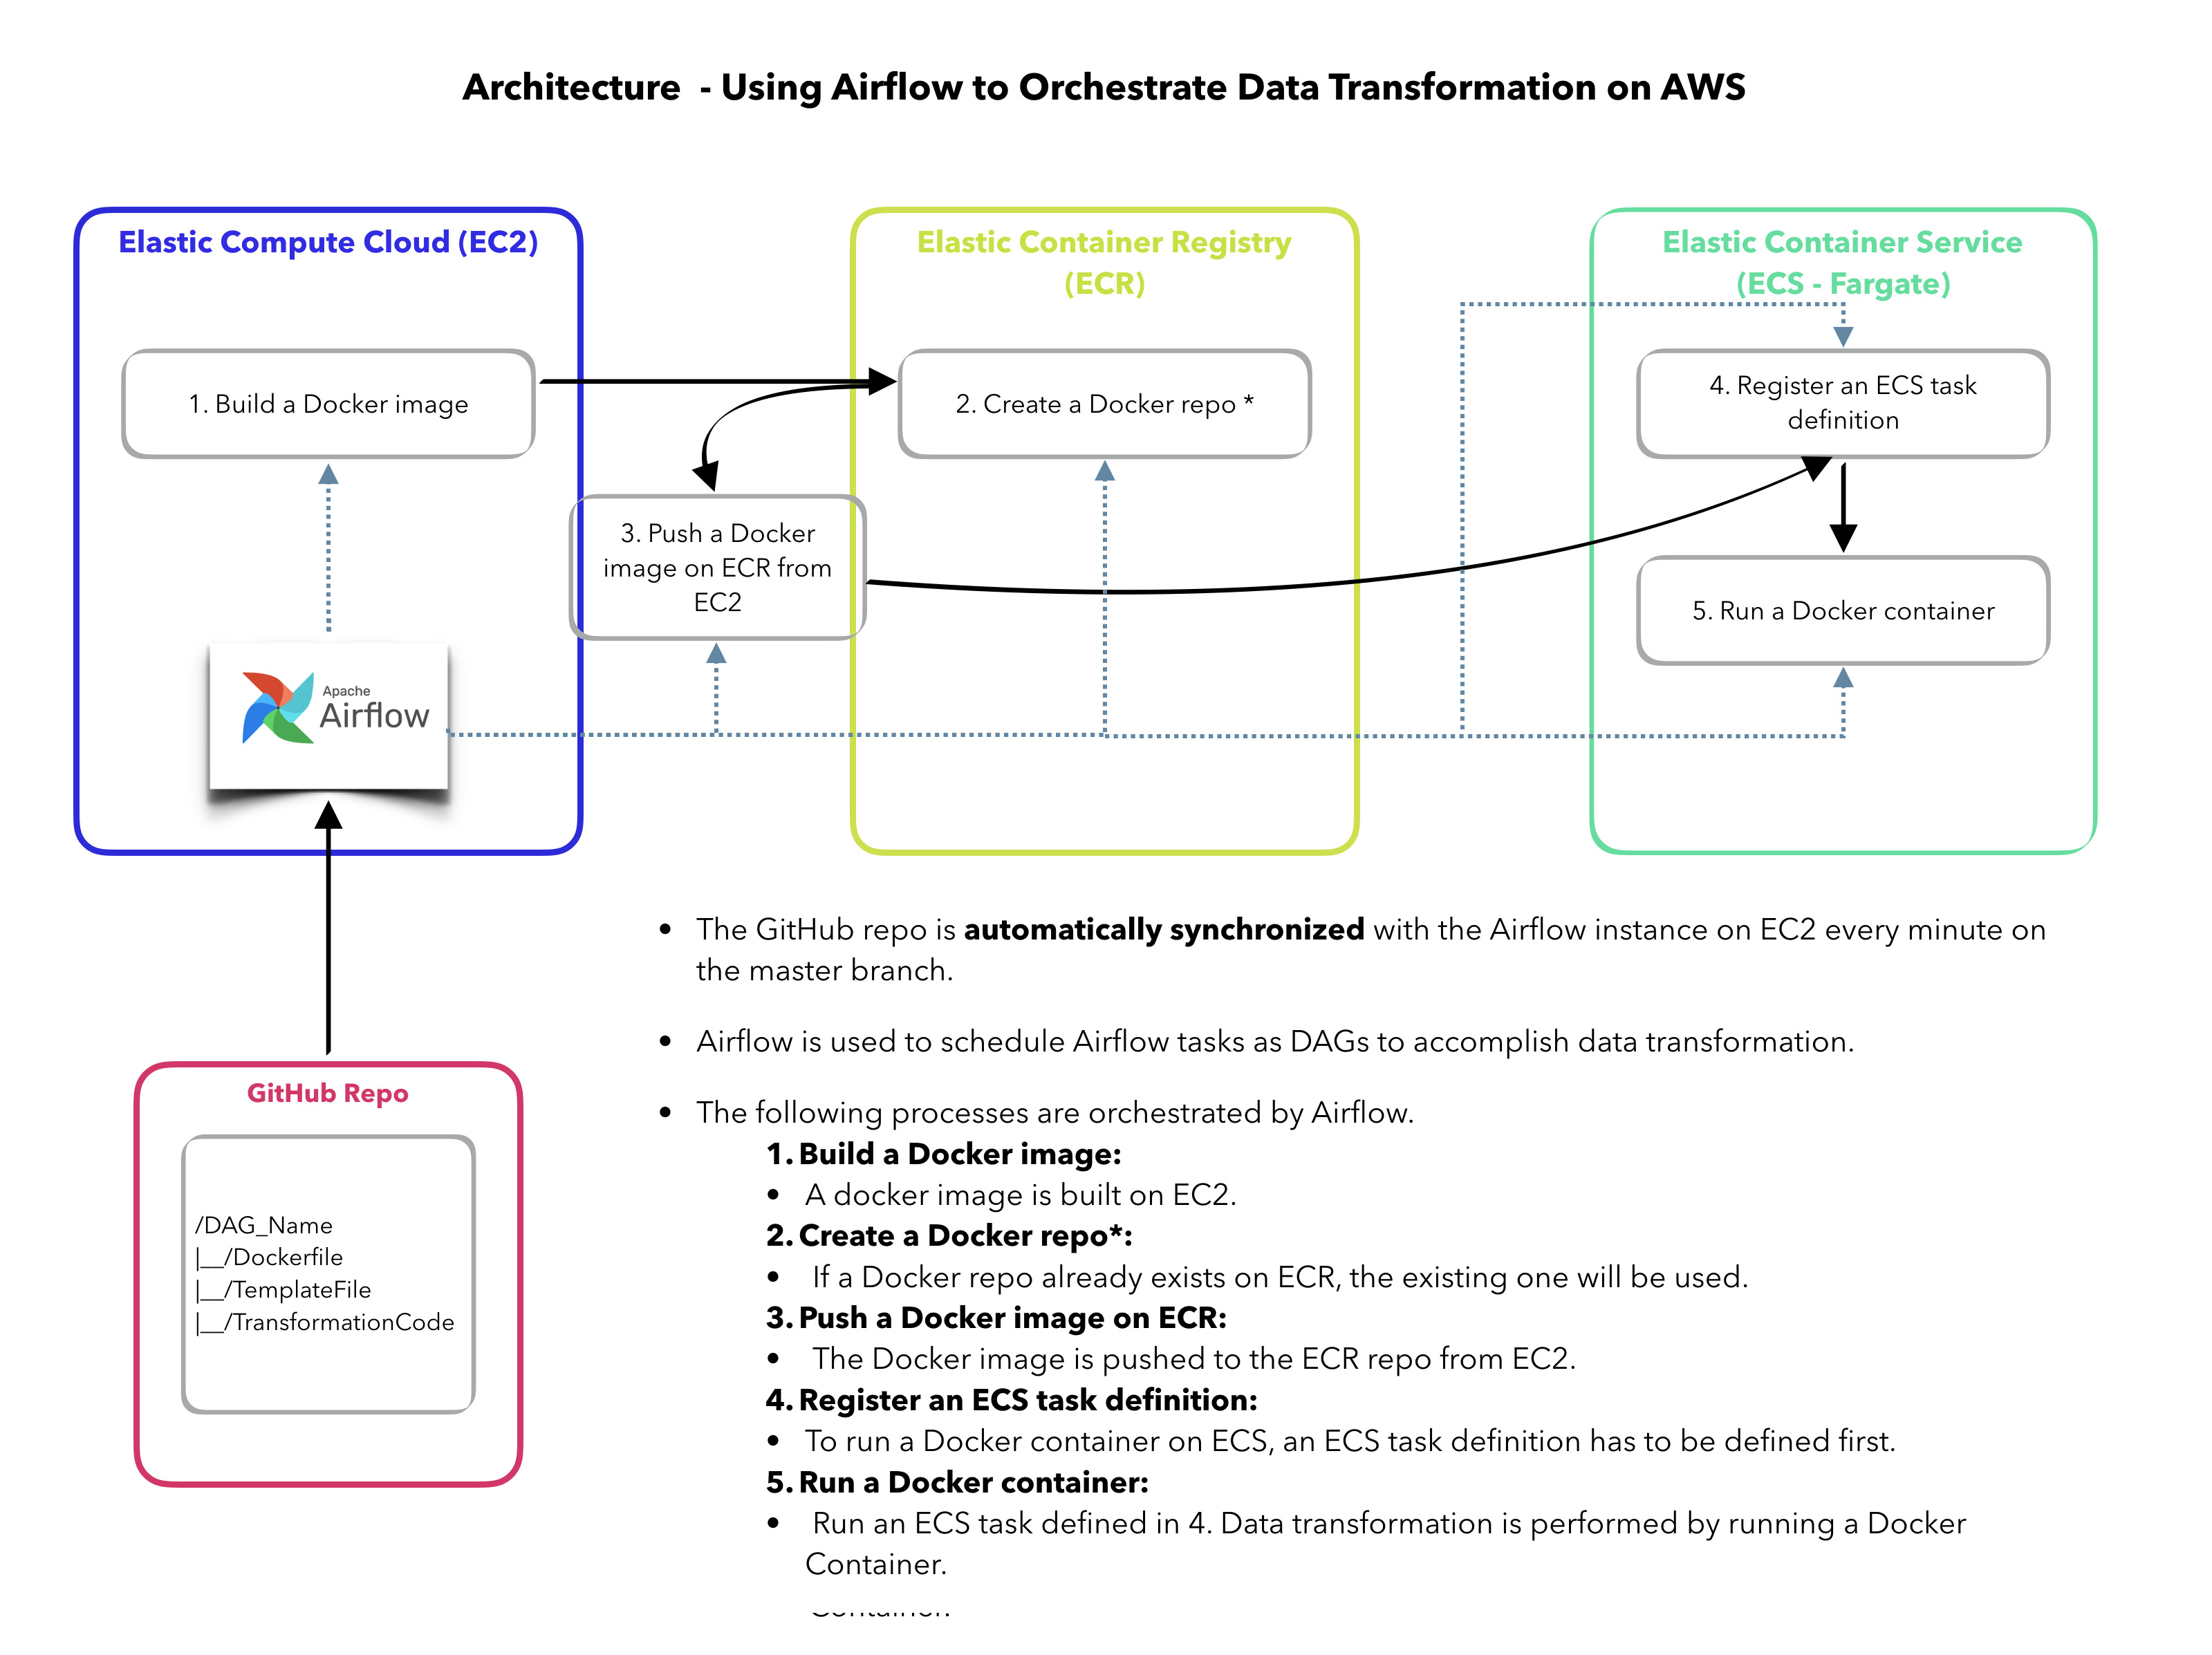 Architecture  - Using Airflow to Orchestrate Data Transformation on AWS
Elastic Compute Cloud (EC2)
1. Build a Docker image
Apache
Airflow
Elastic Container Registry
(ECR)
2. Create a Docker repo *
3. Push a Docker
image on ECR from
EC2
Elastic Container Service
(ECS - Fargate)
4. Register an ECS task
definition
5. Run a Docker container
GitHub Repo
/DAG_Name
|__/Dockerfile
|__/TemplateFile
|__/TransformationCode
• The GitHub repo is automatically synchronized with the Airflow instance on EC2 every minute on
the master branch.
• Airflow is used to schedule Airflow tasks as DAGs to accomplish data transformation.
• The following processes are orchestrated by Airflow.
1. Build a Docker image:
• A docker image is built on EC2.
2. Create a Docker repo*:
• If a Docker repo already exists on ECR, the existing one will be used.
3. Push a Docker image on ECR:
• The Docker image is pushed to the ECR repo from EC2.
4. Register an ECS task definition:
• To run a Docker container on ECS, an ECS task definition has to be defined first.
5. Run a Docker container:
• Run an ECS task defined in 4. Data transformation is performed by running a Docker
Container.
Container.